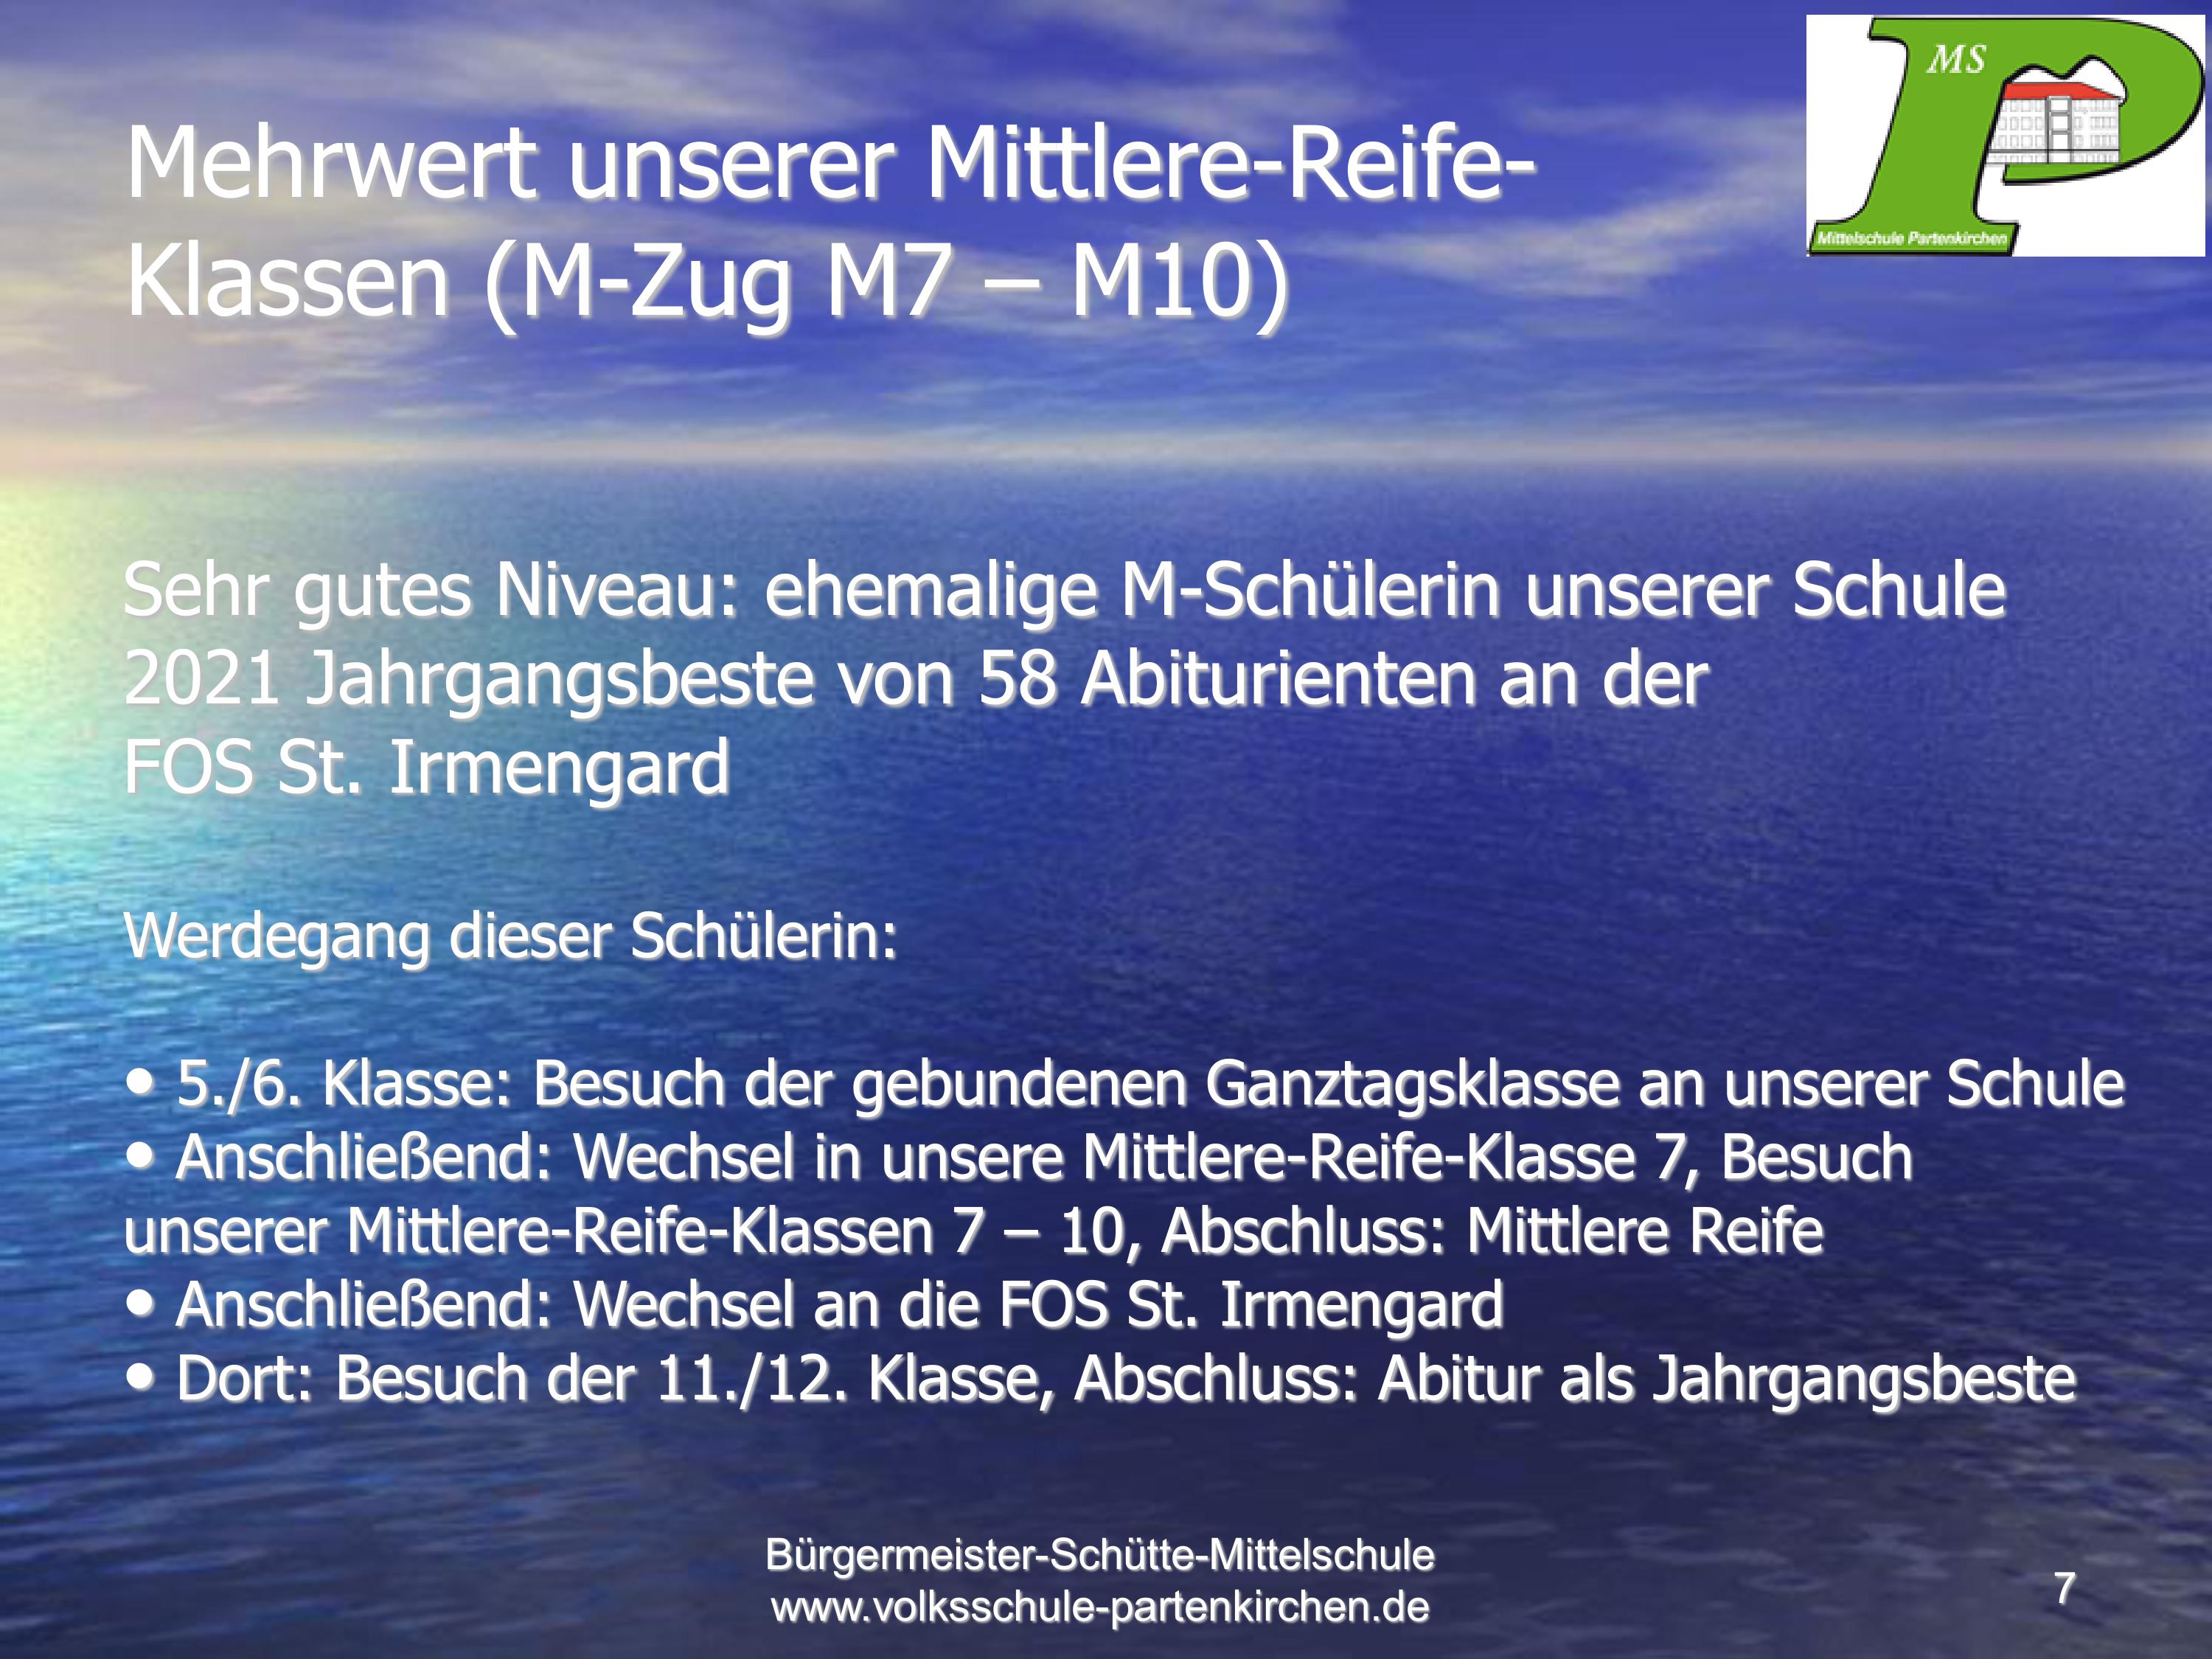 MS
Mittelschule Partenkirchen
Mehrwert unserer Mittlere-Reife-
Klassen (M-Zug M7 – M10)
Sehr gutes Niveau: ehemalige M-Schülerin unserer Schule
2021 Jahrgangsbeste von 58 Abiturienten an der
FOS St. Irmengard
Werdegang dieser Schülerin:
• 5./6. Klasse: Besuch der gebundenen Ganztagsklasse an unserer Schule
• Anschließend: Wechsel in unsere Mittlere-Reife-Klasse 7, Besuch
unserer Mittlere-Reife-Klassen 7 – 10, Abschluss: Mittlere Reife
• Anschließend: Wechsel an die FOS St. Irmengard
• Dort: Besuch der 11./12. Klasse, Abschluss: Abitur als Jahrgangsbeste
Bürgermeister-Schütte-Mittelschule
www.volksschule-partenkirchen.de
7